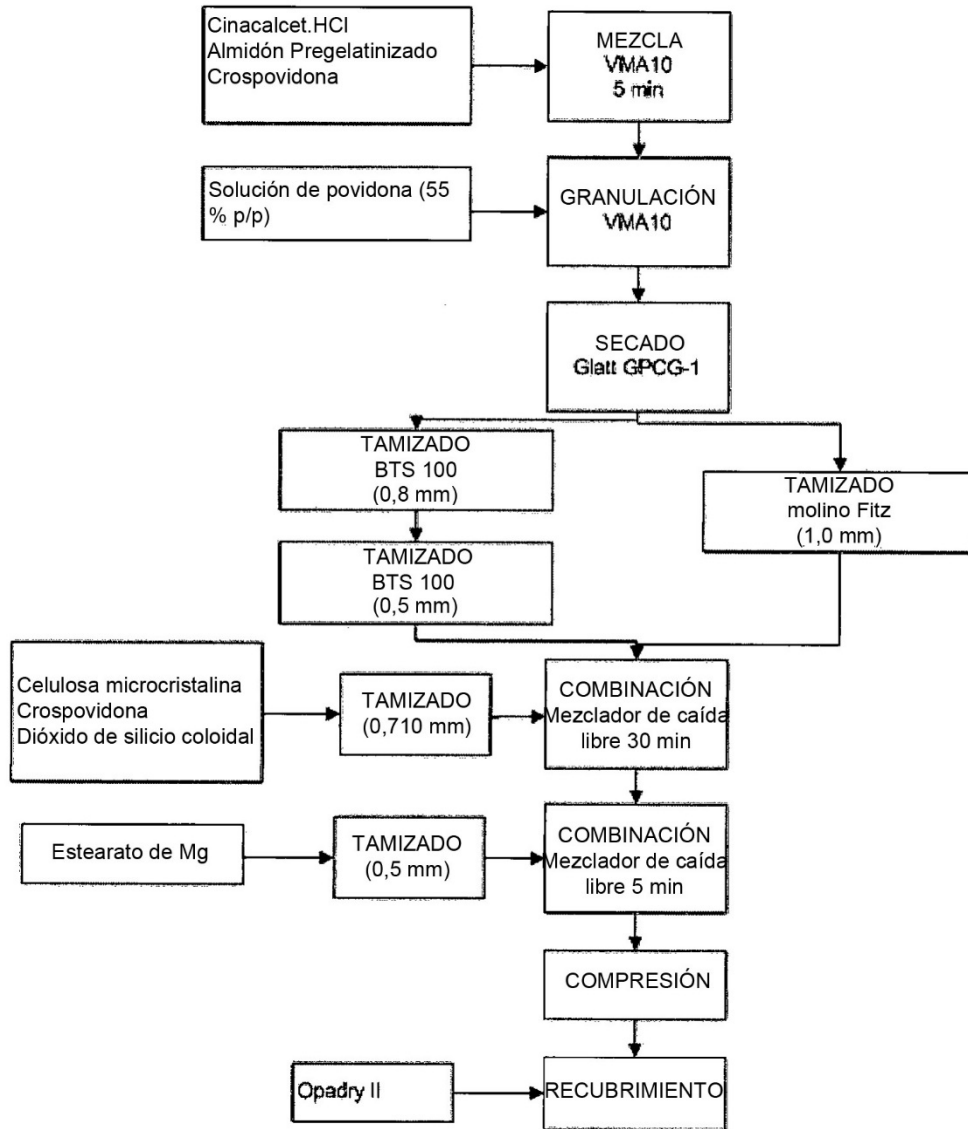 Cinacalcet.HCl
Almidón Pregelatinizado
Crospovidona
MEZCLA
VMA10
5 min
Solución de povidona (55
% p/p)
GRANULACIÓN
VMA10
SECADO
Glatt GPCG-1
TAMIZADO
BTS 100
(0,8 mm)
TAMIZADO
molino Fitz
(1,0 mm)
TAMIZADO
BTS 100
(0,5 mm)
Celulosa microcristalina
Crospovidona
Dióxido de silicio coloidal
TAMIZADO
(0,710 mm)
COMBINACIÓN
Mezclador de caída
libre 30 min
Estearato de Mg
TAMIZADO
(0,5 mm)
COMBINACIÓN
Mezclador de caída
libre 5 min
COMPRESIÓN
Opadry II
RECUBRIMIENTO